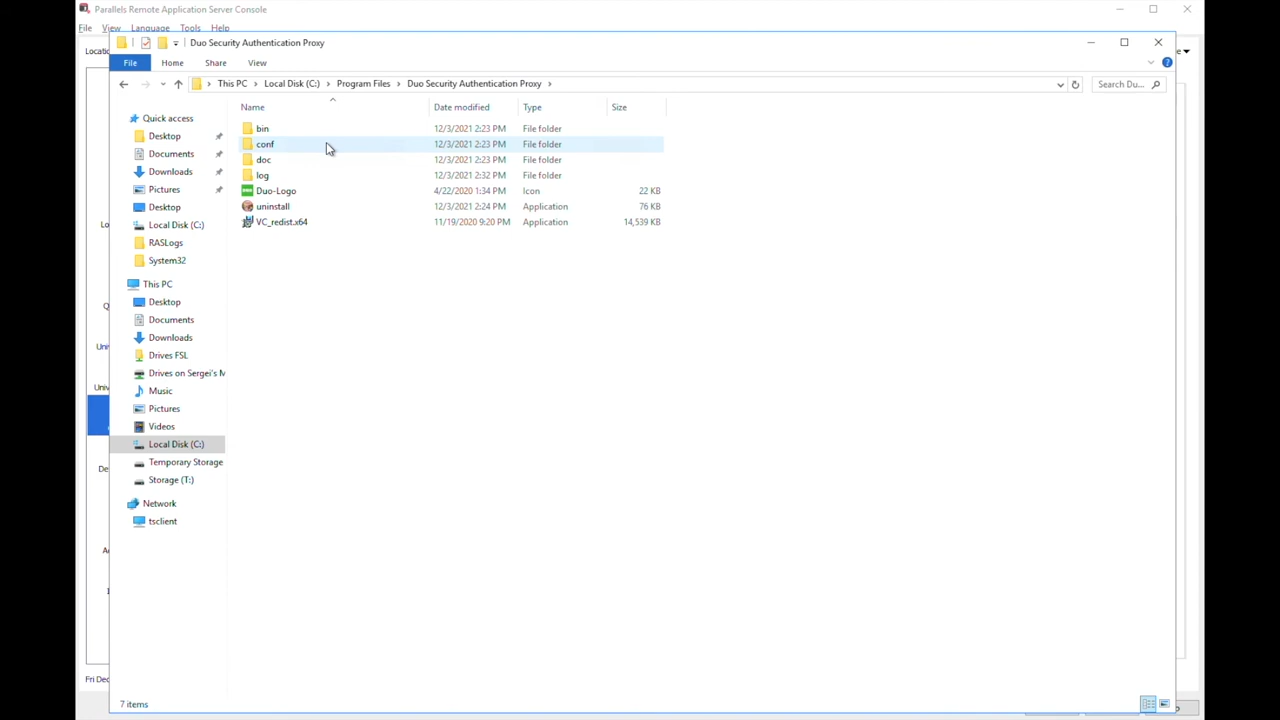 Parallels Remote Application Server Console
File View Language Tools Help
Duo Security Authentication Proxy
File Home Share View
This PC Local Disk (C:) Program Files Duo Security Authentication Proxy Search Du...
Name Date modified Type Size
Quick access
Desktop
Documents
Downloads
Pictures
Desktop
Local Disk (C:)
RASLogs
System32
This PC
Desktop
Documents
Downloads
Drives FSL
Drives on Sergei's M
Music
Pictures
Videos
Local Disk (C:)
Temporary Storage
Storage (T:)
Network
tsclient
bin 12/3/2021 2:23 PM File folder
conf 12/3/2021 2:23 PM File folder
doc 12/3/2021 2:23 PM File folder
log 12/3/2021 2:32 PM File folder
Duo-Logo 4/22/2020 1:34 PM Icon 22 KB
uninstall 12/3/2021 2:24 PM Application 76 KB
VC_redist.x64 11/19/2020 9:20 PM Application 14,539 KB
7 items